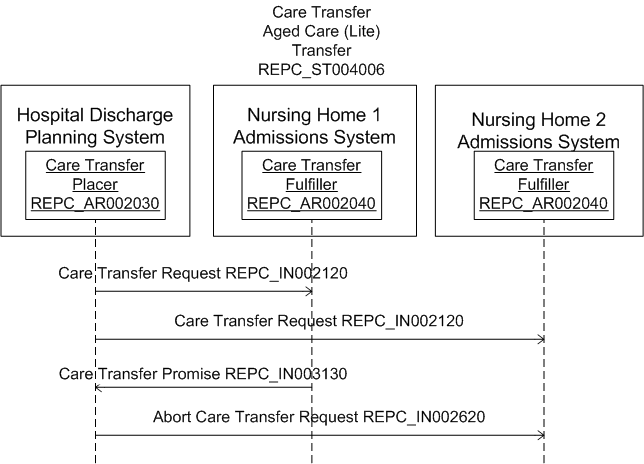 Care Transfer
Aged Care (Lite)
Transfer
REPC_ST004006
Hospital Discharge
Planning System
Care Transfer
Placer
REPC_AR002030
Nursing Home 1
Admissions System
Care Transfer
Fulfiller
REPC_AR002040
Nursing Home 2
Admissions System
Care Transfer
Fulfiller
REPC_AR002040
Care Transfer Request REPC_IN002120
Care Transfer Request REPC_IN002120
Care Transfer Promise REPC_IN003130
Abort Care Transfer Request REPC_IN002620